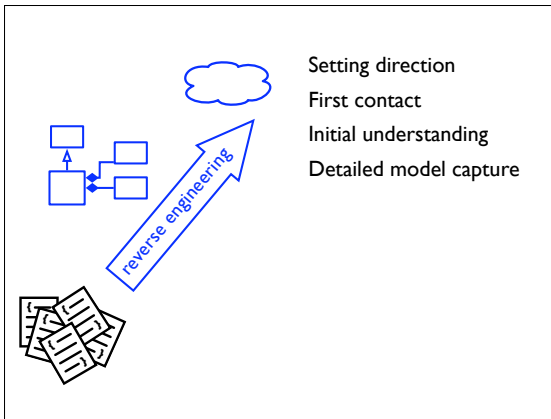 Setting direction
First contact
Initial understanding
Detailed model capture
reverse engineering